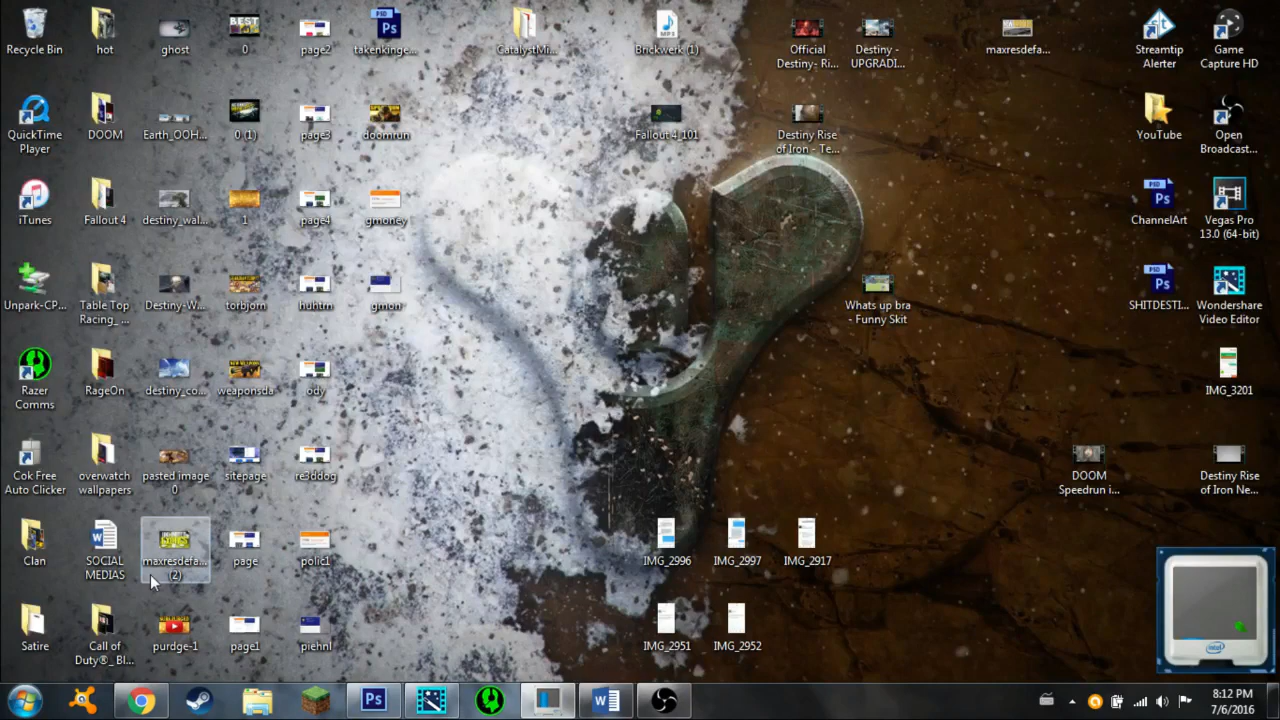 Recycle Bin
hot
ghost
0
page2
takenkinge...
CatalystMi...
Brickwerk (1)
Official
Destiny- Ri...
Destiny -
UPGRADI...
maxresdefa...
Streamtip
Alerter
Game
Capture HD
QuickTime
Player
DOOM
Earth_OOH...
0 (1)
page3
doomrun
Fallout 4_101
Destiny Rise
of Iron - Te...
YouTube
Open
Broadcast...
iTunes
Fallout 4
destiny_wal...
1
page4
gmoney
ChannelArt
Vegas Pro
13.0 (64-bit)
Unpark-CP...
Table Top
Racing_ ...
Destiny-W...
torbjorn
huhtrn
gmon
Whats up bra
- Funny Skit
SHITDESTI...
Wondershare
Video Editor
Razer
Comms
RageOn
destiny_co...
weaponsda
ody
IMG_3201
Cok Free
Auto Clicker
overwatch
wallpapers
pasted image
0
sitepage
re3ddog
DOOM
Speedrun i...
Destiny Rise
of Iron Ne...
Clan
SOCIAL
MEDIAS
maxresdefa...
(2)
page
polic1
IMG_2996
IMG_2997
IMG_2917
Satire
Call of
Duty®_ Bl...
purdge-1
page1
piehnl
IMG_2951
IMG_2952
intel
8:12 PM
7/6/2016